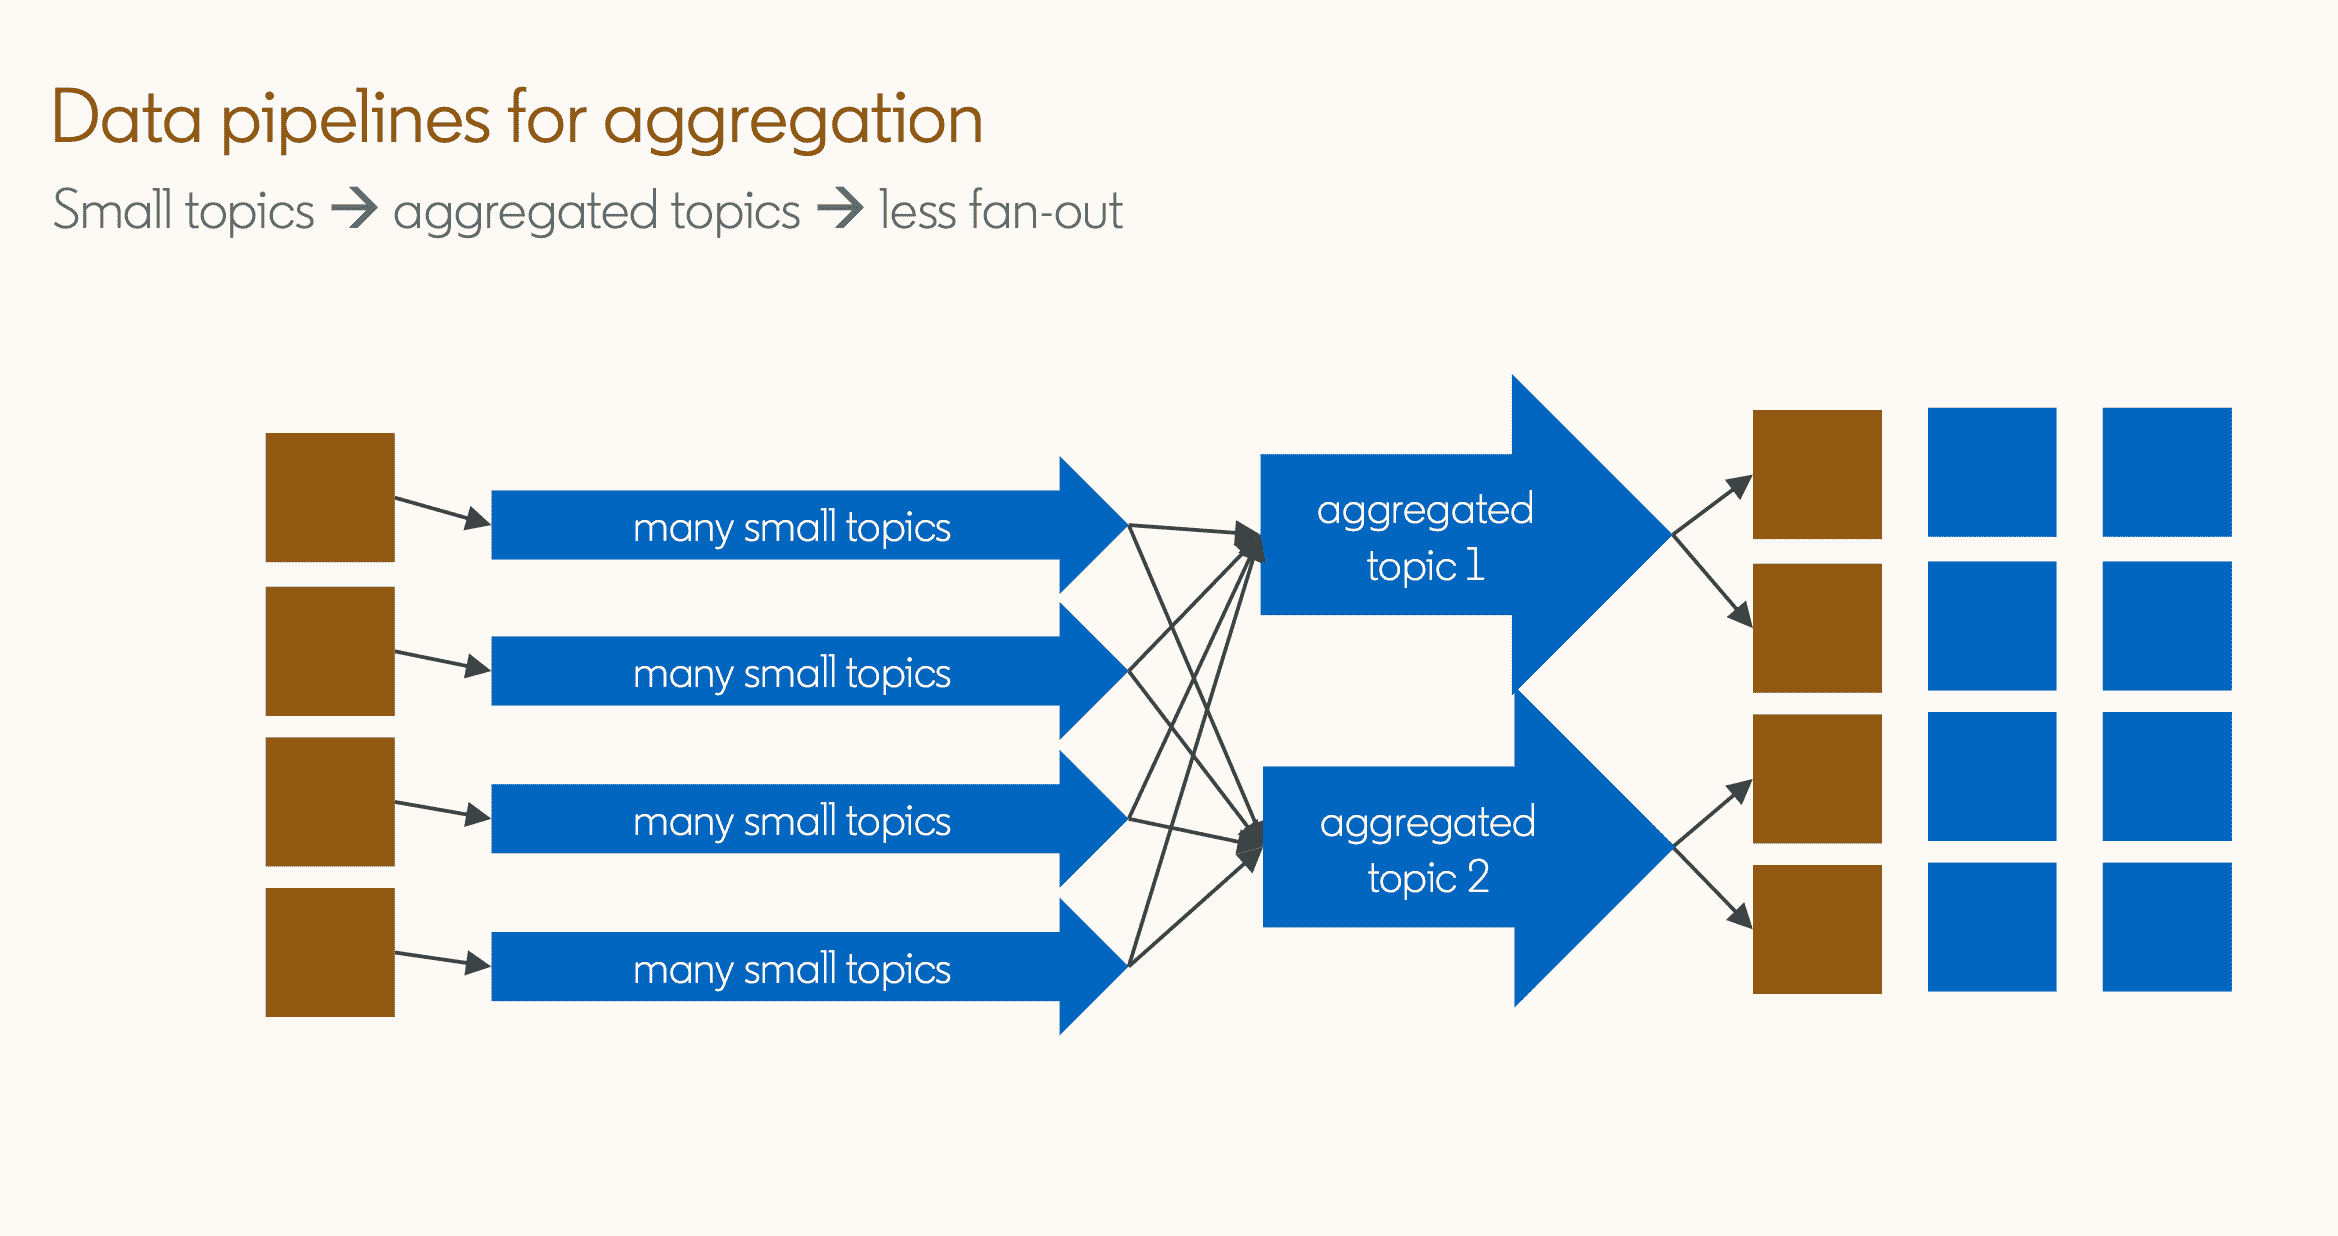 Data pipelines for aggregation
Small topics → aggregated topics → less fan-out
many small topics
many small topics
many small topics
many small topics
aggregated
topic 1
aggregated
topic 2